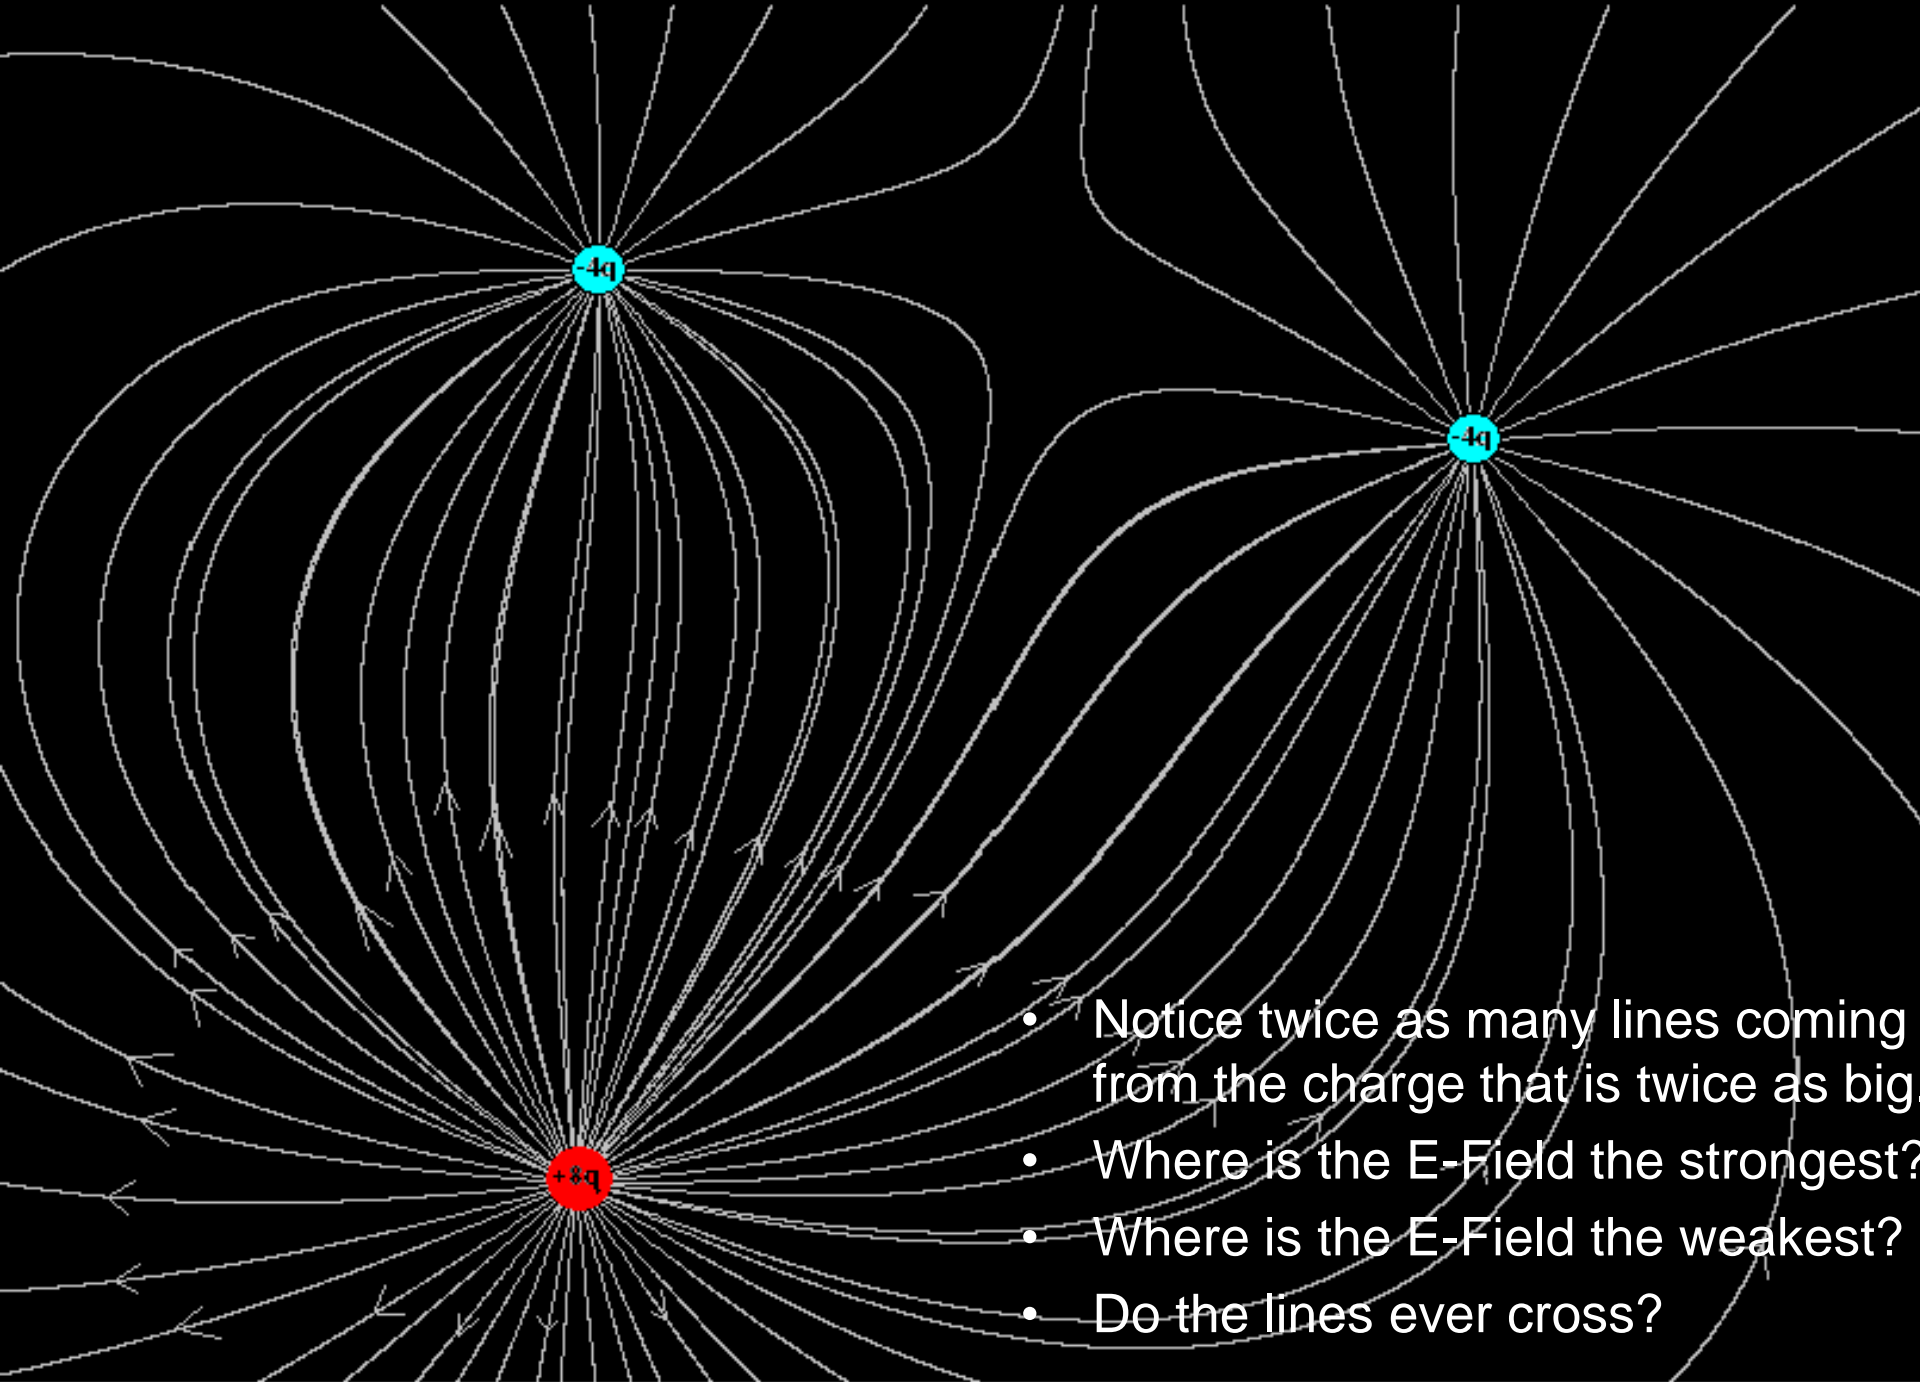 -4q
-4q
+8q
• Notice twice as many lines coming
from the charge that is twice as big.
• Where is the E-Field the strongest?
• Where is the E-Field the weakest?
• Do the lines ever cross?